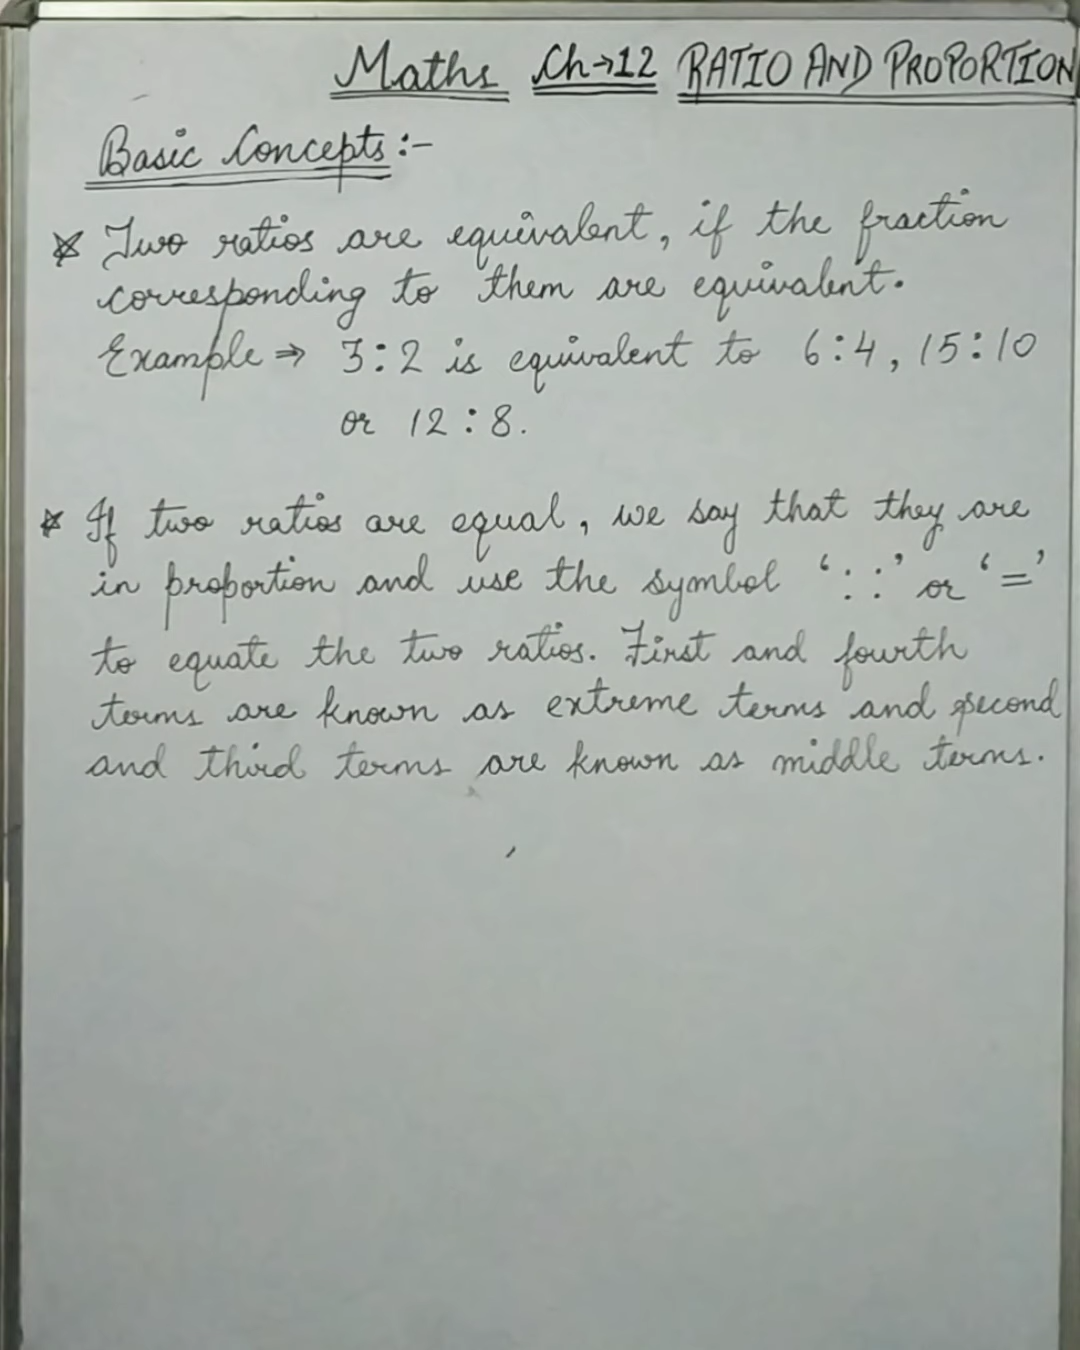 Maths Ch→12 RATIO AND PROPORTION
Basic Concepts :-
* Two ratios are equivalent, if the fraction
corresponding to them are equivalent.
Example ⇒ 3:2 is equivalent to 6:4, 15:10
or 12:8.
* If two ratios are equal, we say that they are
in proportion and use the symbol '::' or '='
to equate the two ratios. First and fourth
terms are known as extreme terms and second
and third terms are known as middle terms.